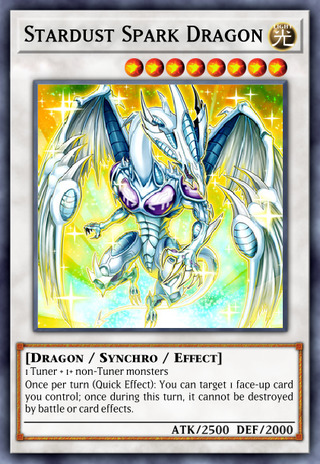 Stardust Spark Dragon
LIGHT
光
[Dragon / Synchro / Effect]
1 Tuner + 1+ non-Tuner monsters
Once per turn (Quick Effect): You can target 1 face-up card
you control; once during this turn, it cannot be destroyed
by battle or card effects.
ATK/2500 DEF/2000